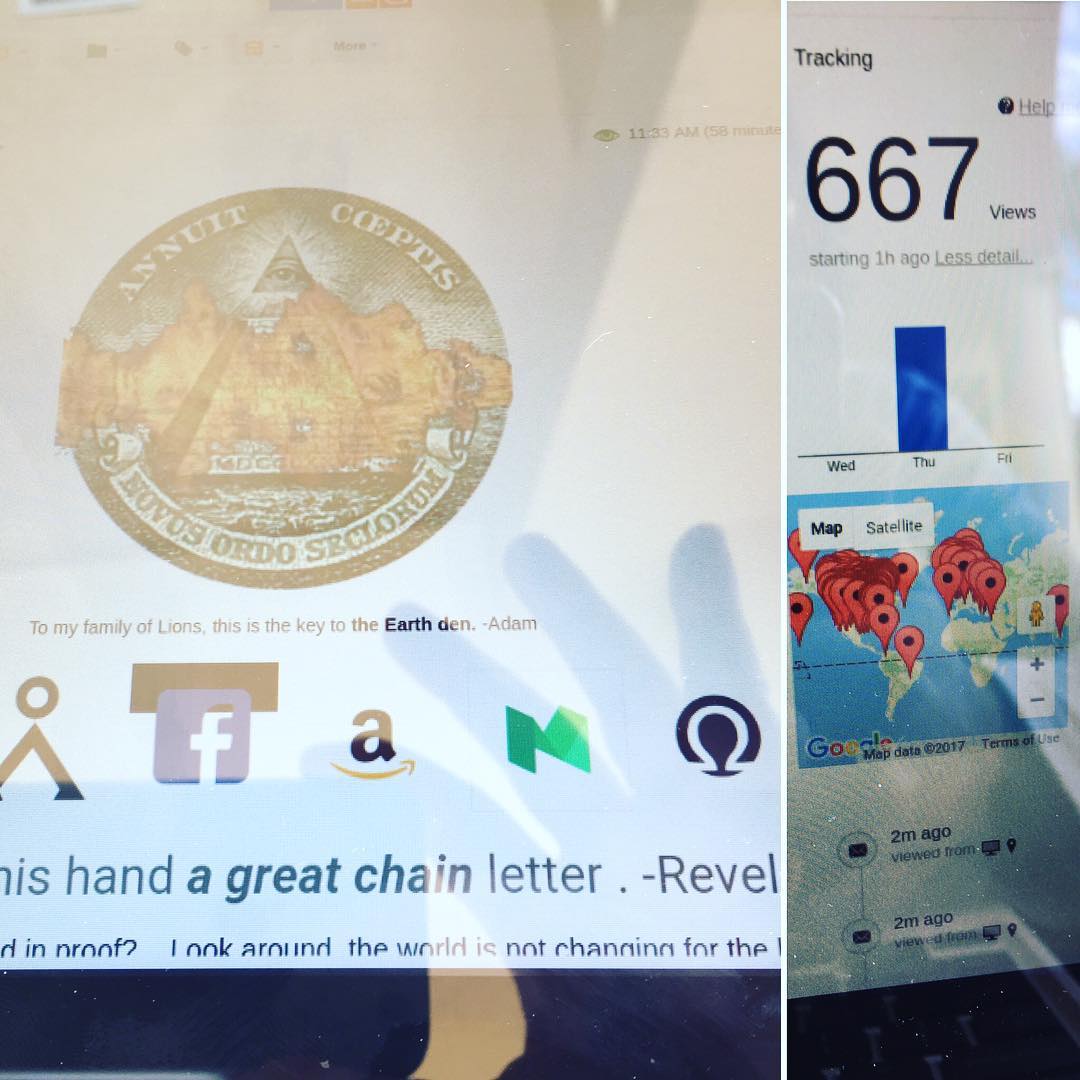 More
11:33 AM (58 minute
ANNUIT CŒPTIS
MDCC
NOVUS ORDO SECLORUM
To my family of Lions, this is the key to the Earth den. -Adam
f
a
his hand a great chain letter . -Revel
d in proof? Look around, the world is not changing for the
Tracking
Help
667 Views
starting 1h ago Less detail...
Wed Thu Fri
Map Satellite
+
−
Google
Map data ©2017 Terms of Use
2m ago
viewed from
2m ago
viewed from